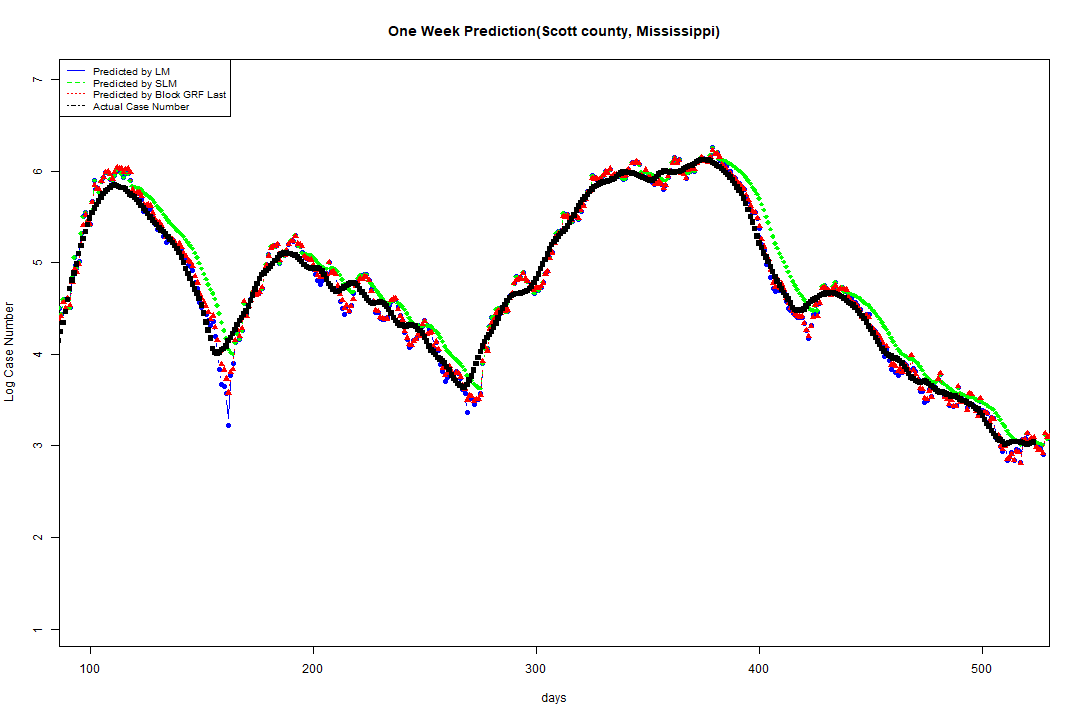 One Week Prediction(Scott county, Mississippi)
Predicted by LM
Predicted by SLM
Predicted by Block GRF Last
Actual Case Number
7
6
5
4
3
2
1
Log Case Number
100 200 300 400 500
days